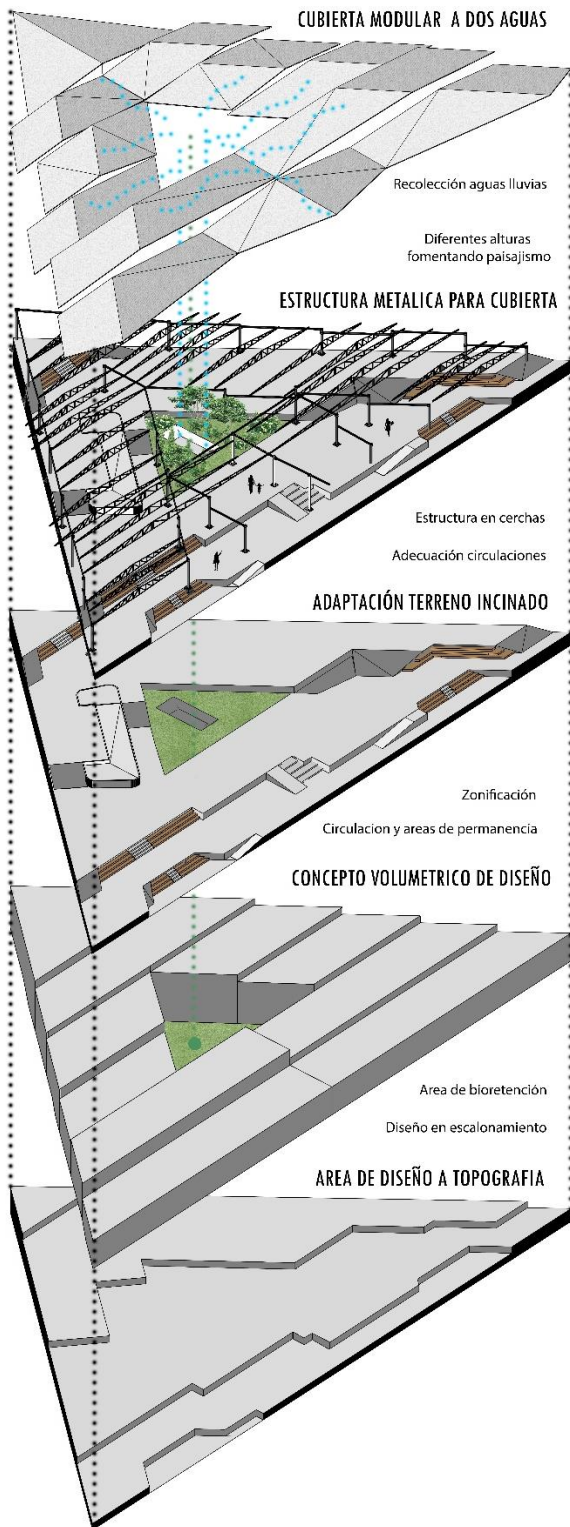 CUBIERTA MODULAR A DOS AGUAS
Recolección aguas lluvias
Diferentes alturas
fomentando paisajismo
ESTRUCTURA METALICA PARA CUBIERTA
Estructura en cerchas
Adecuación circulaciones
ADAPTACIÓN TERRENO INCINADO
Zonificación
Circulacion y areas de permanencia
CONCEPTO VOLUMETRICO DE DISEÑO
Area de bioretención
Diseño en escalonamiento
AREA DE DISEÑO A TOPOGRAFIA